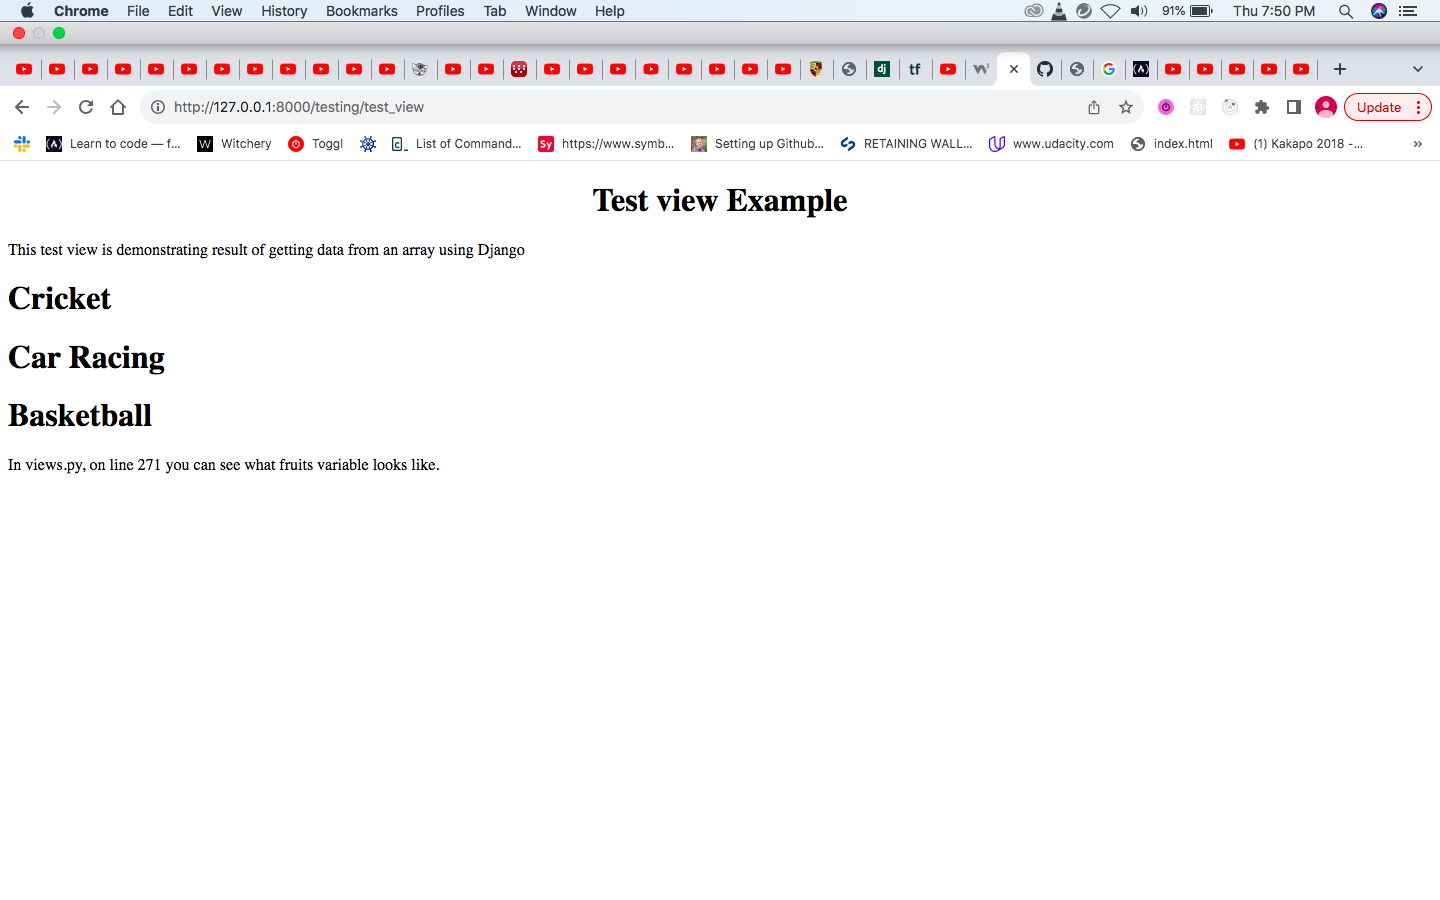 Chrome File Edit View History Bookmarks Profiles Tab Window Help 91% Thu 7:50 PM
dj tf w3 G
http://127.0.0.1:8000/testing/test_view Update
Learn to code — f... W Witchery Toggl C_ List of Command... Sy https://www.symb... Setting up Github... RETAINING WALL... www.udacity.com index.html (1) Kakapo 2018 -... »
Test view Example
This test view is demonstrating result of getting data from an array using Django
Cricket
Car Racing
Basketball
In views.py, on line 271 you can see what fruits variable looks like.